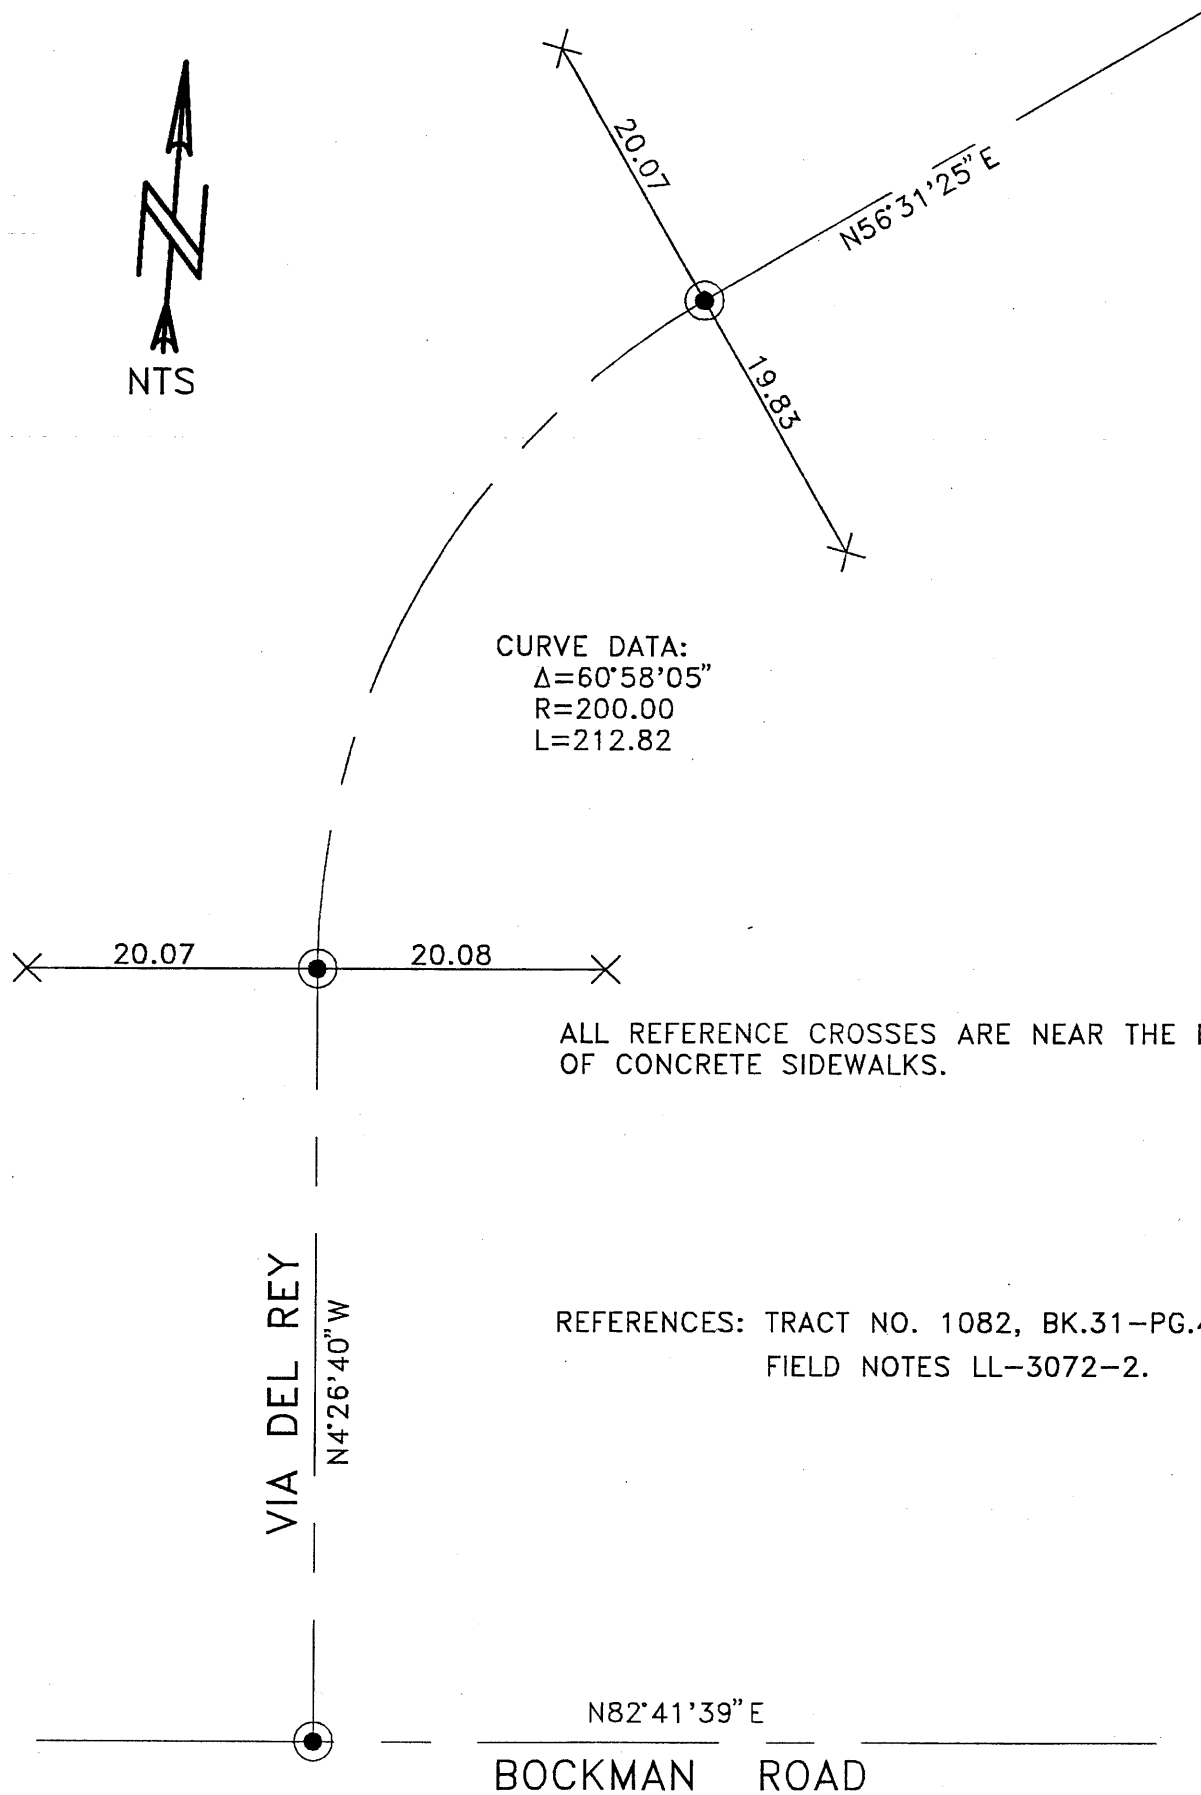 20.07
N56°31'25" E
N
NTS
19.83
CURVE DATA:
Δ=60°58'05"
R=200.00
L=212.82
20.07 20.08
ALL REFERENCE CROSSES ARE NEAR THE
OF CONCRETE SIDEWALKS.
VIA DEL REY
N4°26'40" W
REFERENCES: TRACT NO. 1082, BK.31-PG.
FIELD NOTES LL-3072-2.
N82°41'39" E
BOCKMAN ROAD